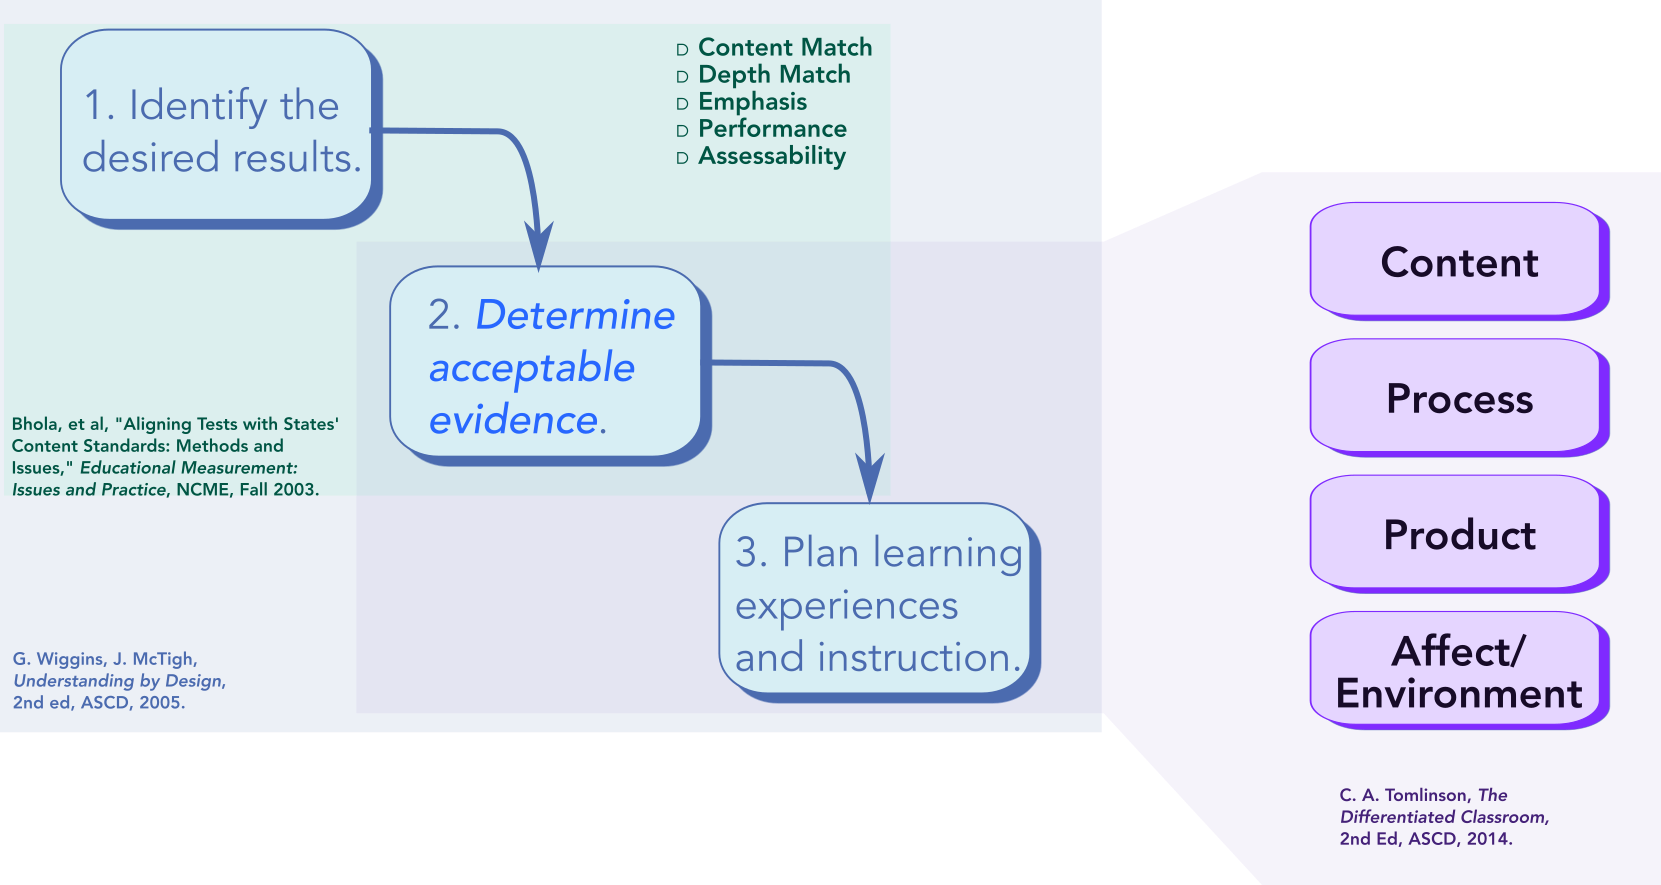 1. Identify the
desired results.
D Content Match
D Depth Match
D Emphasis
D Performance
D Assessability
2. Determine
acceptable
evidence.
Bhola, et al, "Aligning Tests with States'
Content Standards: Methods and
Issues," Educational Measurement:
Issues and Practice, NCME, Fall 2003.
3. Plan learning
experiences
and instruction.
G. Wiggins, J. McTigh,
Understanding by Design,
2nd ed, ASCD, 2005.
Content
Process
Product
Affect/
Environment
C. A. Tomlinson, The
Differentiated Classroom,
2nd Ed, ASCD, 2014.